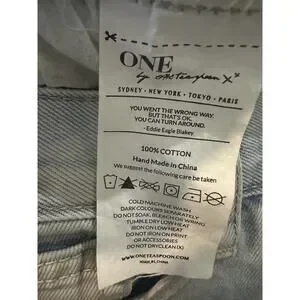 ONE
by oneteaspoon X
SYDNEY • NEW YORK • TOKYO • PARIS
YOU WENT THE WRONG WAY.
BUT THAT'S OK.
YOU CAN TURN AROUND.
- Eddie Eagle Blakey
100% COTTON
Hand Made in China
We suggest the following care be taken
COLD MACHINE WASH
DARK COLOURS SEPARATELY
DO NOT SOAK, BLEACH OR WRING
TUMBLE DRY LOW HEAT
IRON ON LOW HEAT
DO NOT IRON ON PRINT
OR ACCESSORIES
DO NOT DRYCLEAN (X)
WWW.ONETEASPOON.COM
MADE IN CHINA